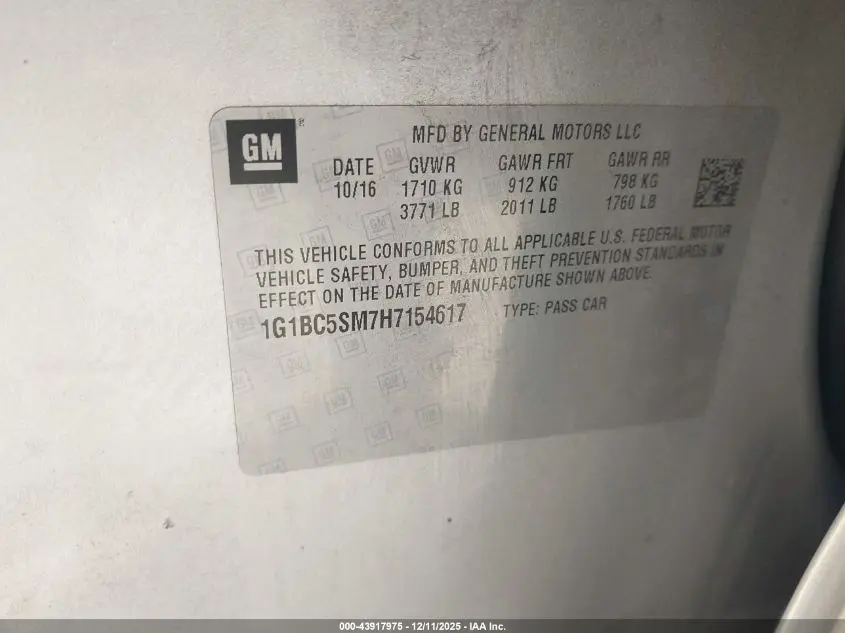 GM ®
MFD BY GENERAL MOTORS LLC
DATE GVWR GAWR FRT GAWR RR
10/16 1710 KG 912 KG 798 KG
3771 LB 2011 LB 1760 LB
THIS VEHICLE CONFORMS TO ALL APPLICABLE U.S. FEDERAL MOTOR
VEHICLE SAFETY, BUMPER, AND THEFT PREVENTION STANDARDS IN
EFFECT ON THE DATE OF MANUFACTURE SHOWN ABOVE.
1G1BC5SM7H7154617 TYPE: PASS CAR
000-43917975 - 12/11/2025 - IAA Inc.